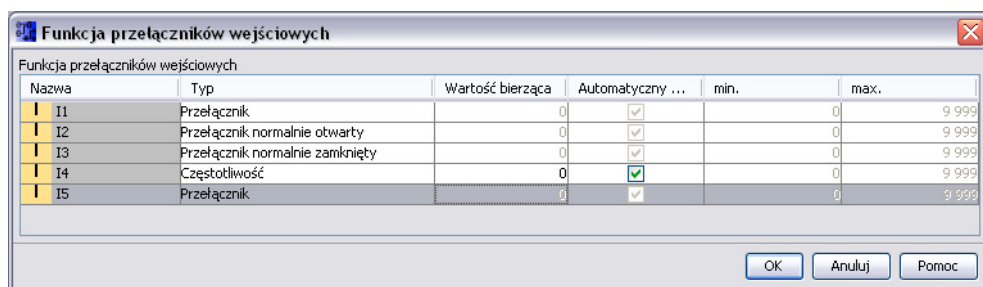 Funkcja przełączników wejściowych
Funkcja przełączników wejściowych
Nazwa Typ Wartość bierząca Automatyczny ... min. max.
I I1 Przełącznik 0 0 9 999
I I2 Przełącznik normalnie otwarty 0 0 9 999
I I3 Przełącznik normalnie zamknięty 0 0 9 999
I I4 Częstotliwość 0 0 9 999
I I5 Przełącznik 0 0 9 999
OK Anuluj Pomoc